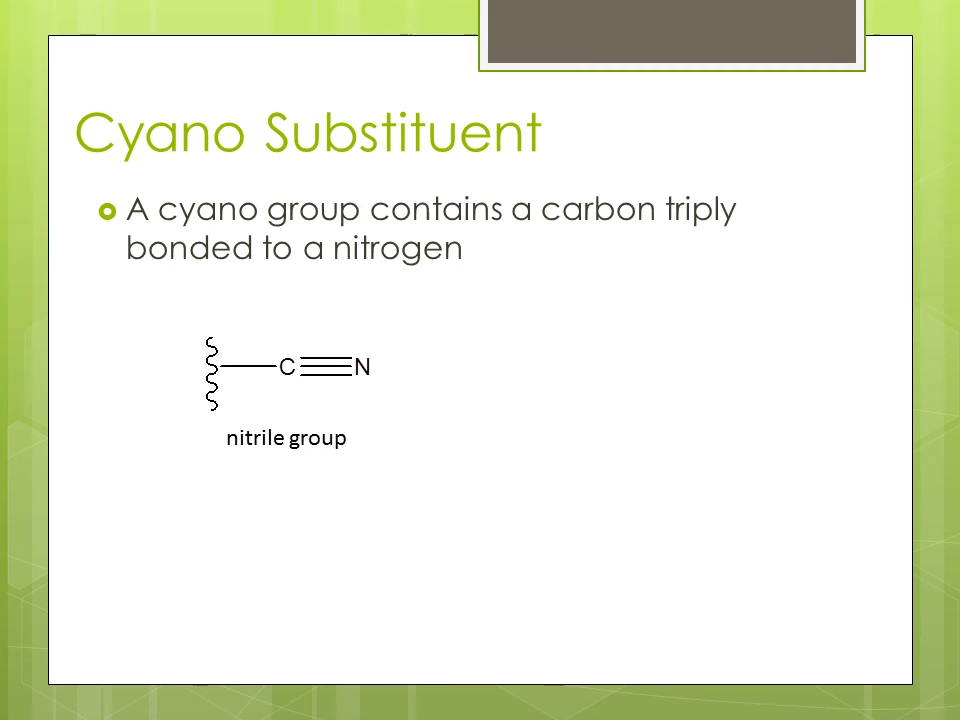 Cyano Substituent
A cyano group contains a carbon triply
bonded to a nitrogen
C N
nitrile group